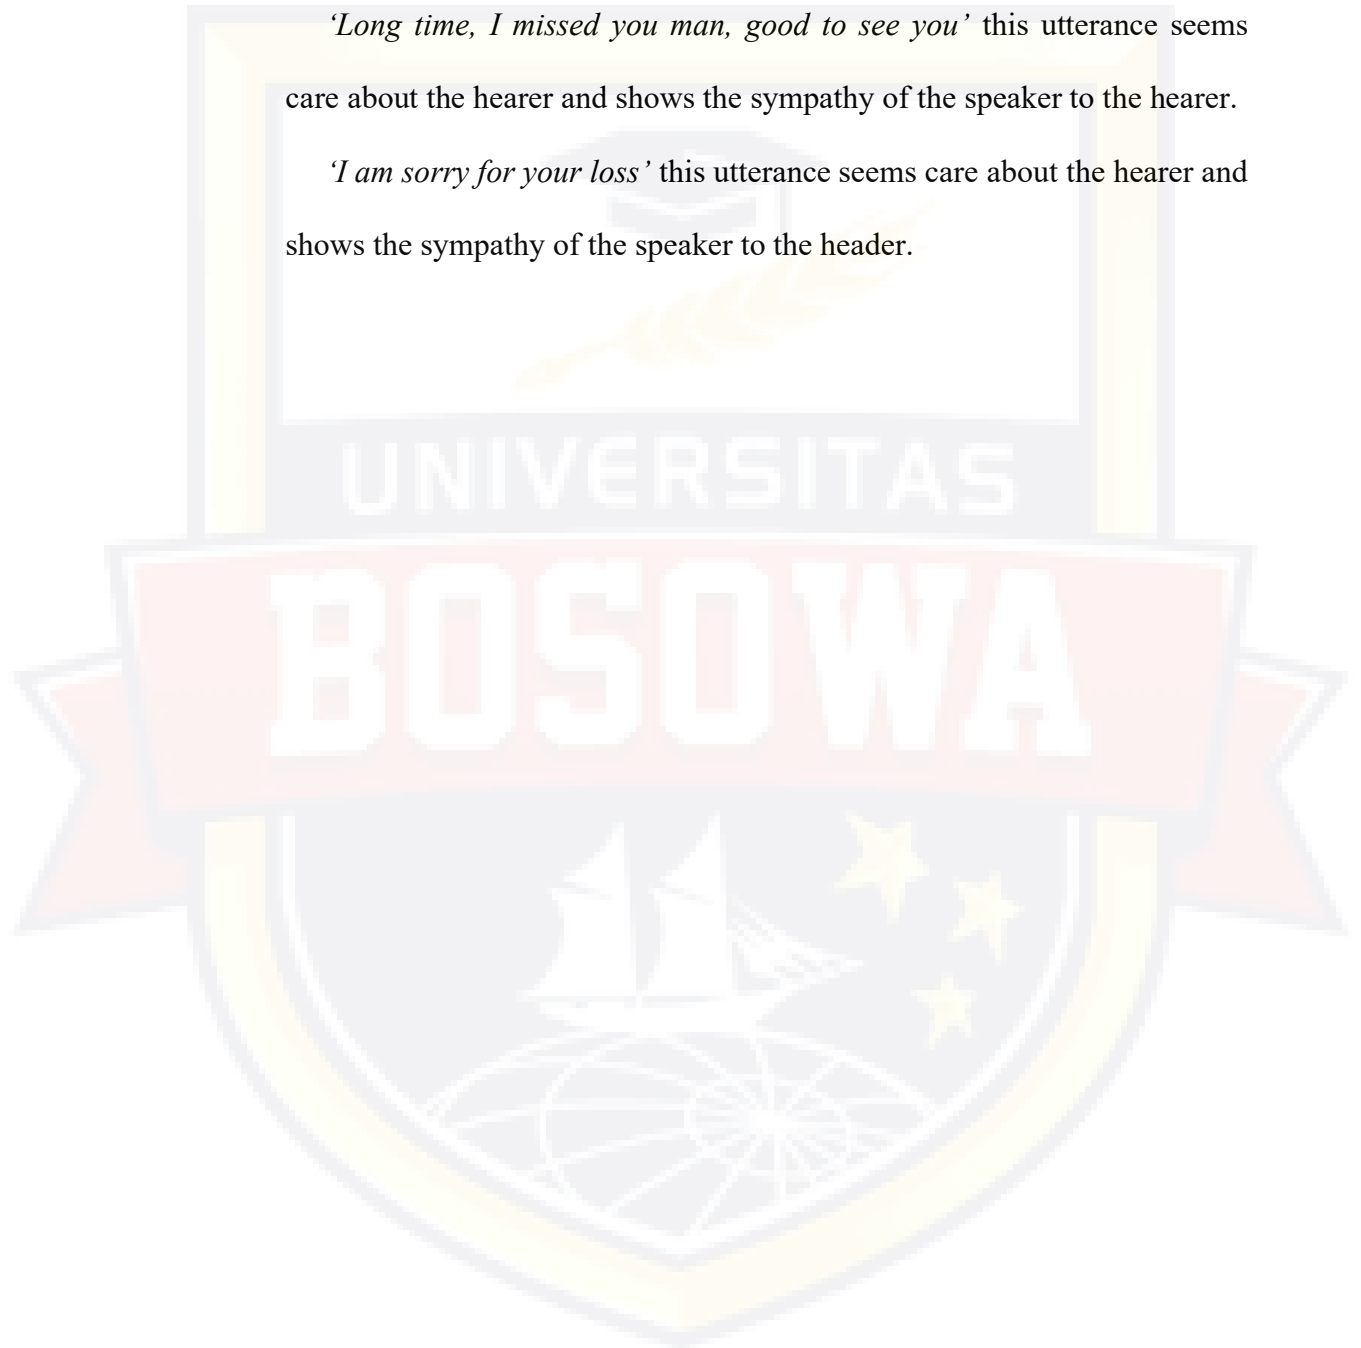 ‘Long time, I missed you man, good to see you’ this utterance seems
care about the hearer and shows the sympathy of the speaker to the hearer.
‘I am sorry for your loss’ this utterance seems care about the hearer and
shows the sympathy of the speaker to the header.
UNIVERSITAS
BOSOWA